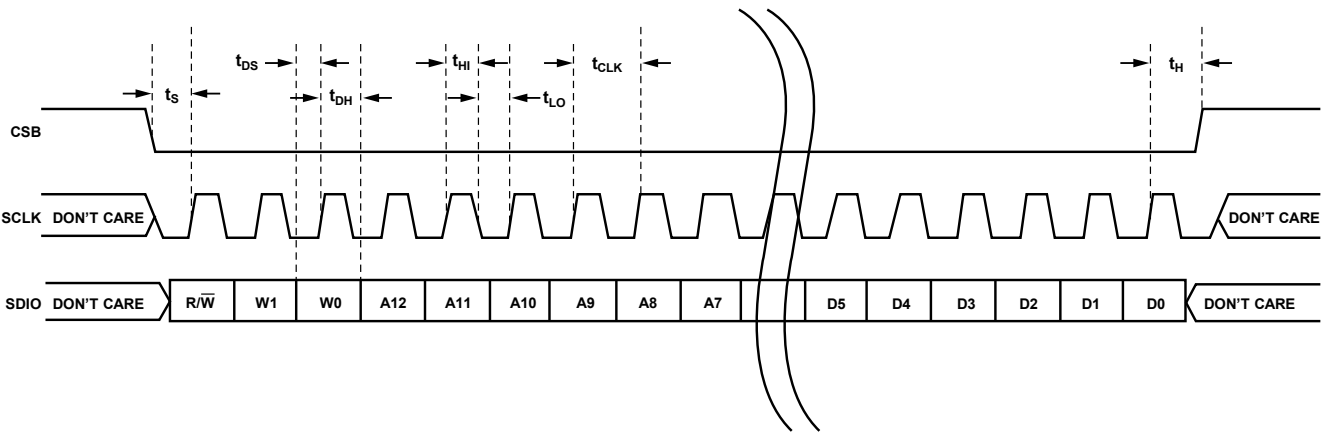 tDS
tHI
tCLK
tH
tS
tDH
tLO
CSB
SCLK DON'T CARE
DON'T CARE
SDIO DON'T CARE R/W̅ W1 W0 A12 A11 A10 A9 A8 A7 D5 D4 D3 D2 D1 D0 DON'T CARE